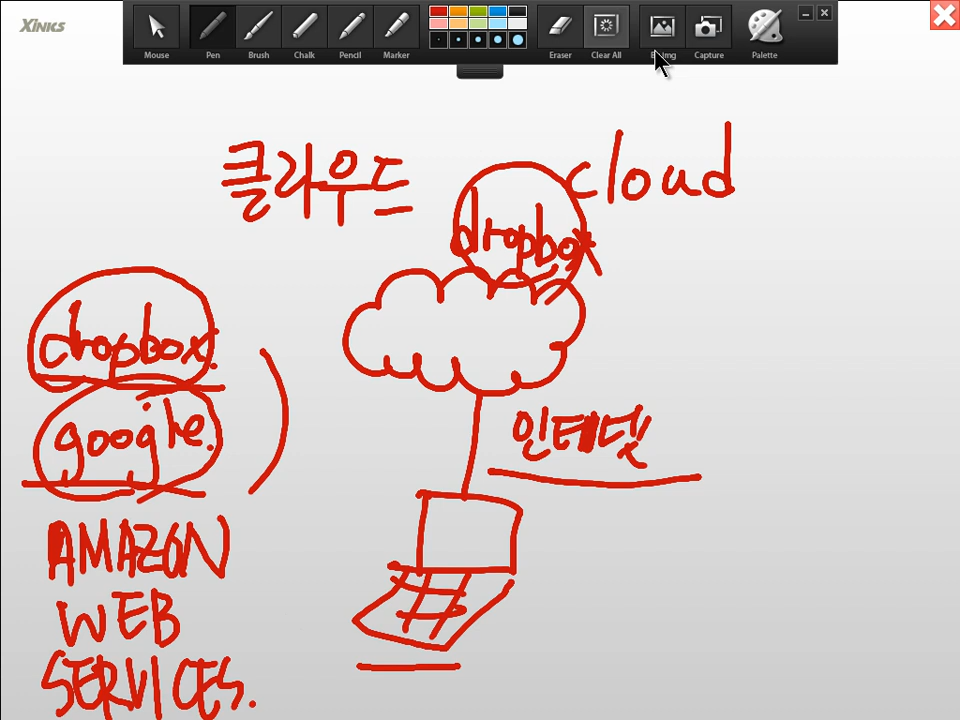 XINKS
Mouse Pen Brush Chalk Pencil Marker Eraser Clear All Capture Palette
클라우드 cloud
dropbox
dropbox.
google.
인터넷
AMAZON
WEB
SERVICES.